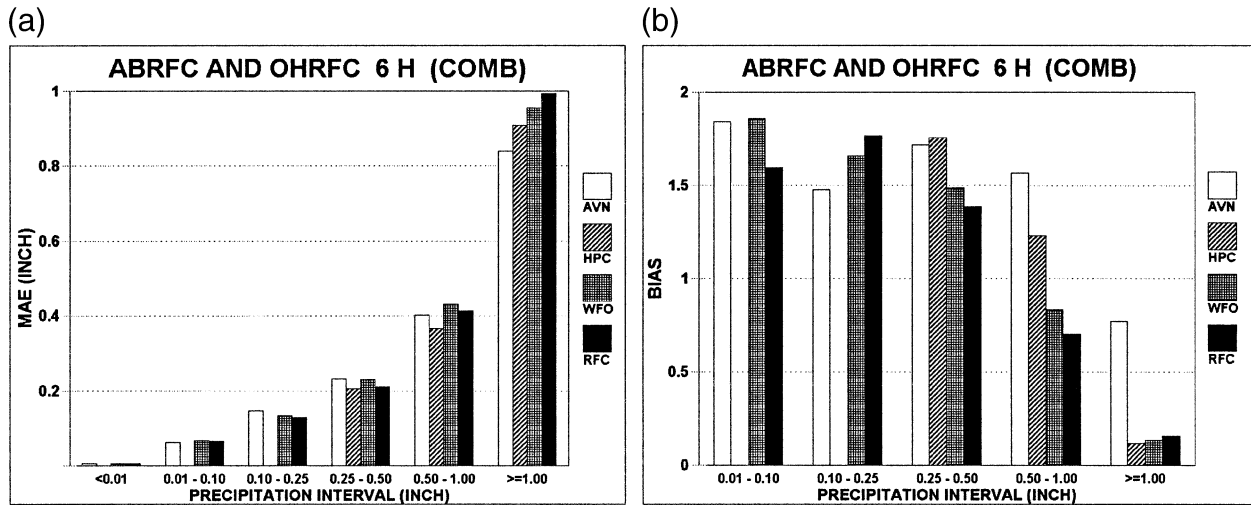 (a)
ABRFC AND OHRFC 6 H (COMB)
1
0.8
0.6
0.4
0.2
MAE (INCH)
<0.01
0.01 - 0.10
0.10 - 0.25
0.25 - 0.50
0.50 - 1.00
>=1.00
PRECIPITATION INTERVAL (INCH)
AVN
HPC
WFO
RFC
(b)
ABRFC AND OHRFC 6 H (COMB)
2
1.5
1
0.5
0
BIAS
0.01 - 0.10
0.10 - 0.25
0.25 - 0.50
0.50 - 1.00
>=1.00
PRECIPITATION INTERVAL (INCH)
AVN
HPC
WFO
RFC